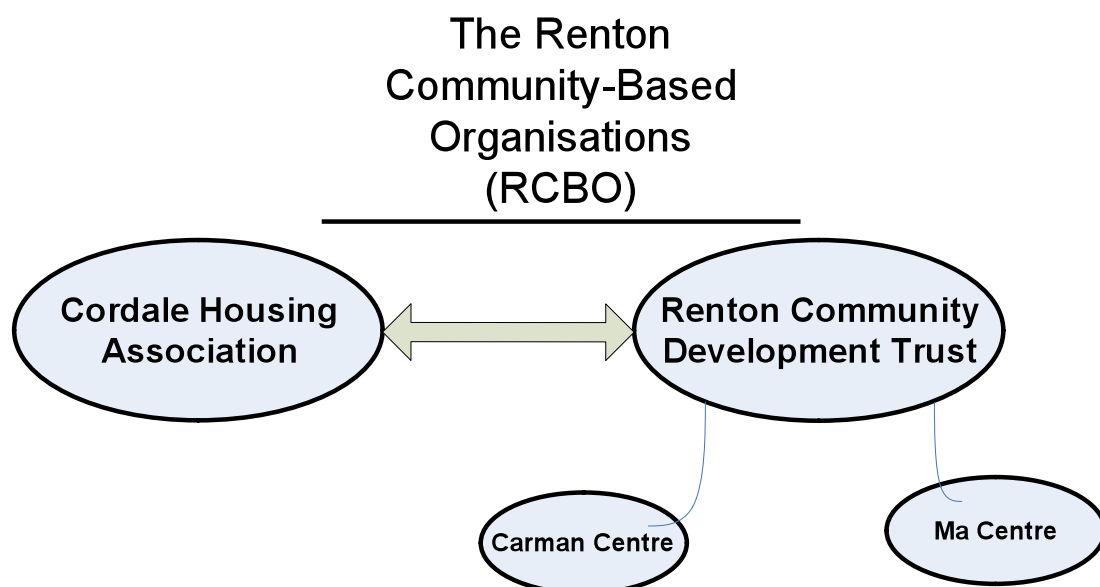 The Renton
Community-Based
Organisations
(RCBO)
Cordale Housing
Association
Renton Community
Development Trust
Carman Centre
Ma Centre